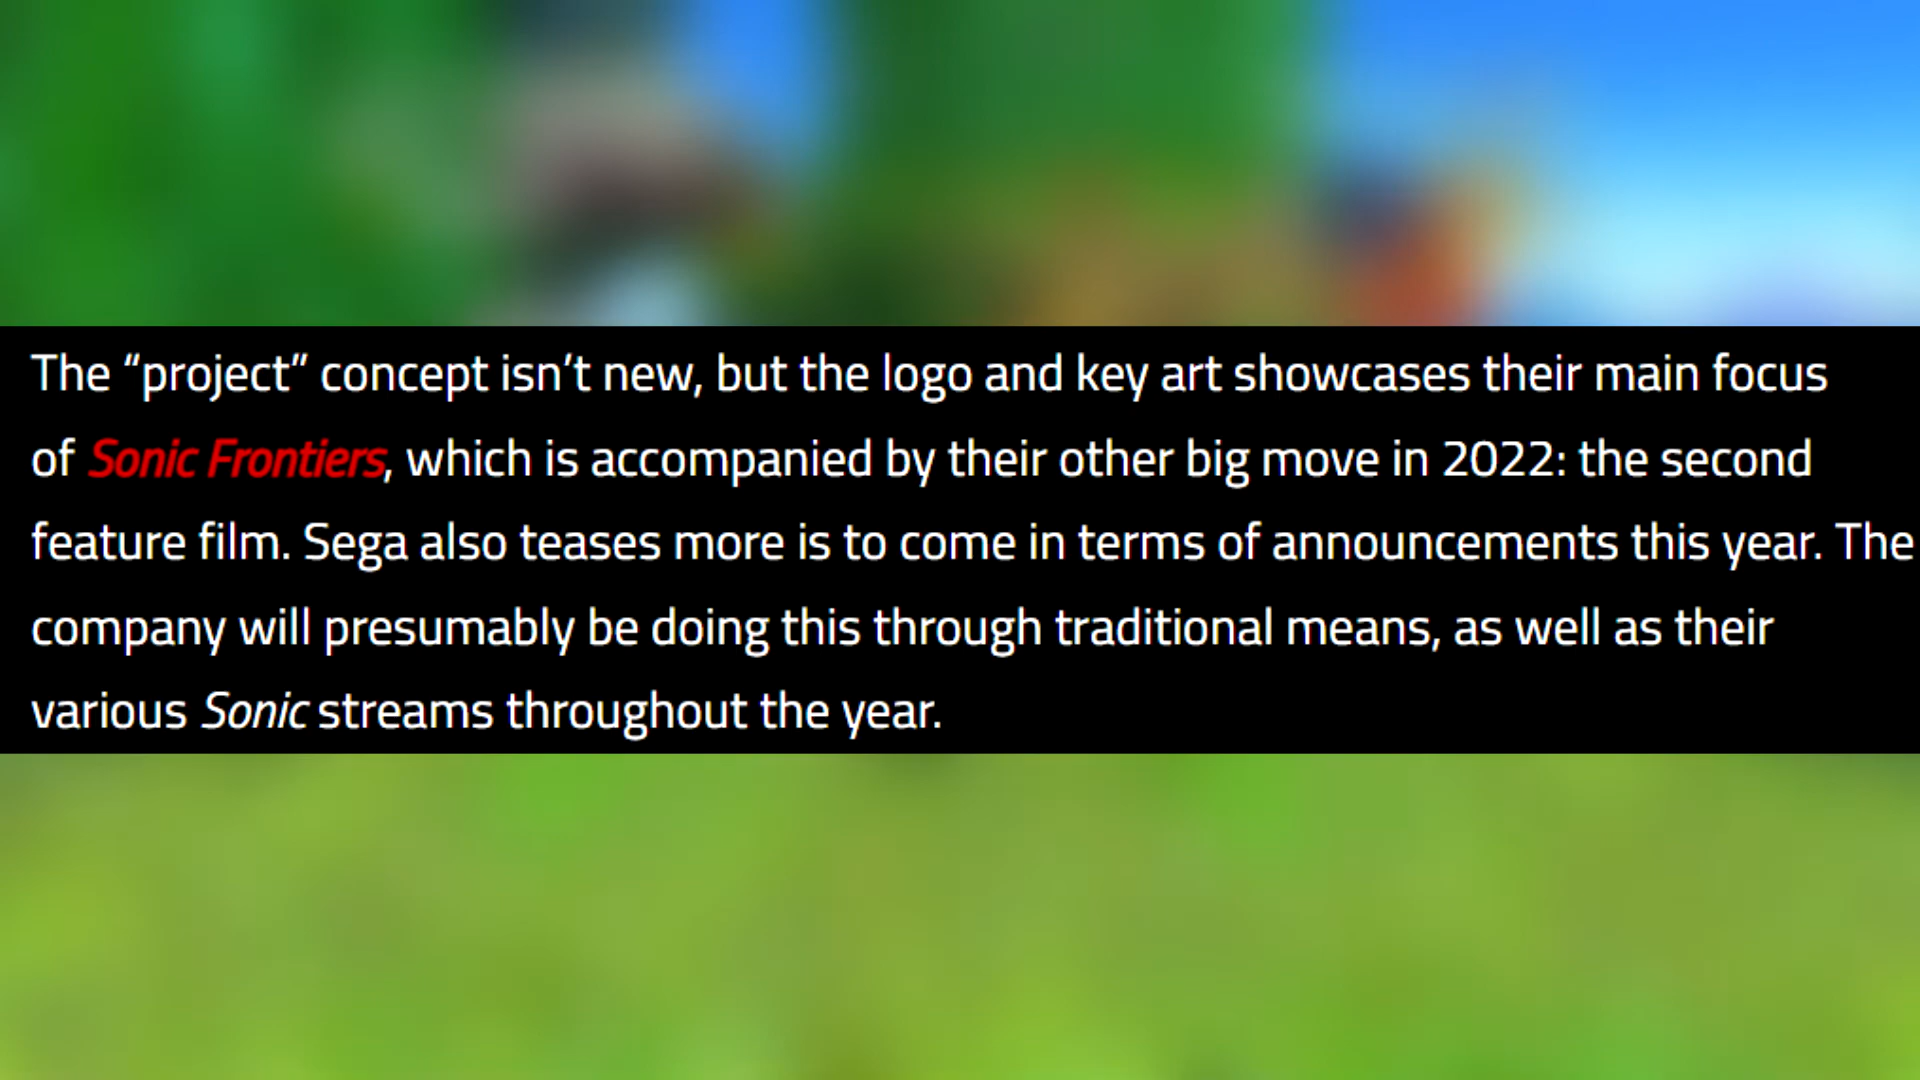 The “project” concept isn’t new, but the logo and key art showcases their main focus
of Sonic Frontiers, which is accompanied by their other big move in 2022: the second
feature film. Sega also teases more is to come in terms of announcements this year. The
company will presumably be doing this through traditional means, as well as their
various Sonic streams throughout the year.